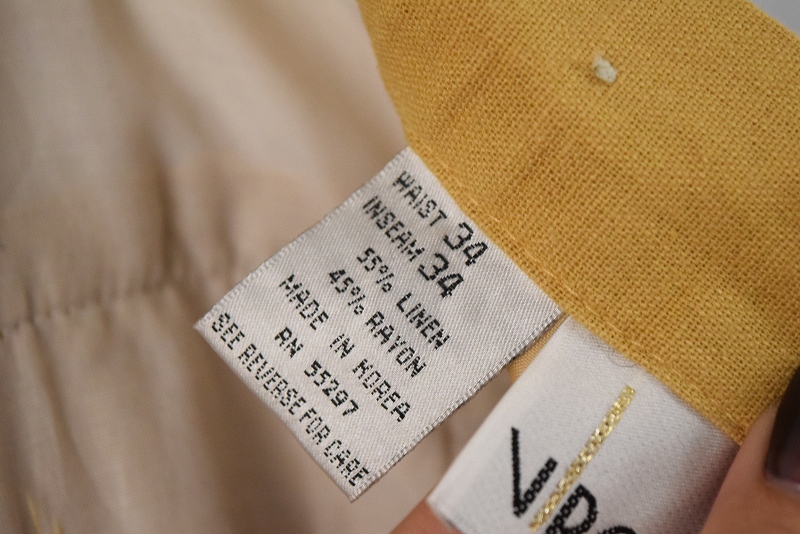 WAIST 34
INSEAM 34
55% LINEN
45% RAYON
MADE IN KOREA
RN 55297
SEE REVERSE FOR CARE